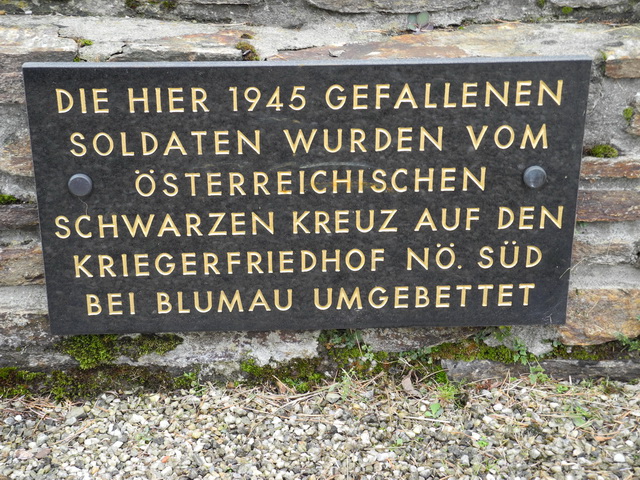 DIE HIER 1945 GEFALLENEN
SOLDATEN WURDEN VOM
ÖSTERREICHISCHEN
SCHWARZEN KREUZ AUF DEN
KRIEGERFRIEDHOF NÖ. SÜD
BEI BLUMAU UMGEBETTET